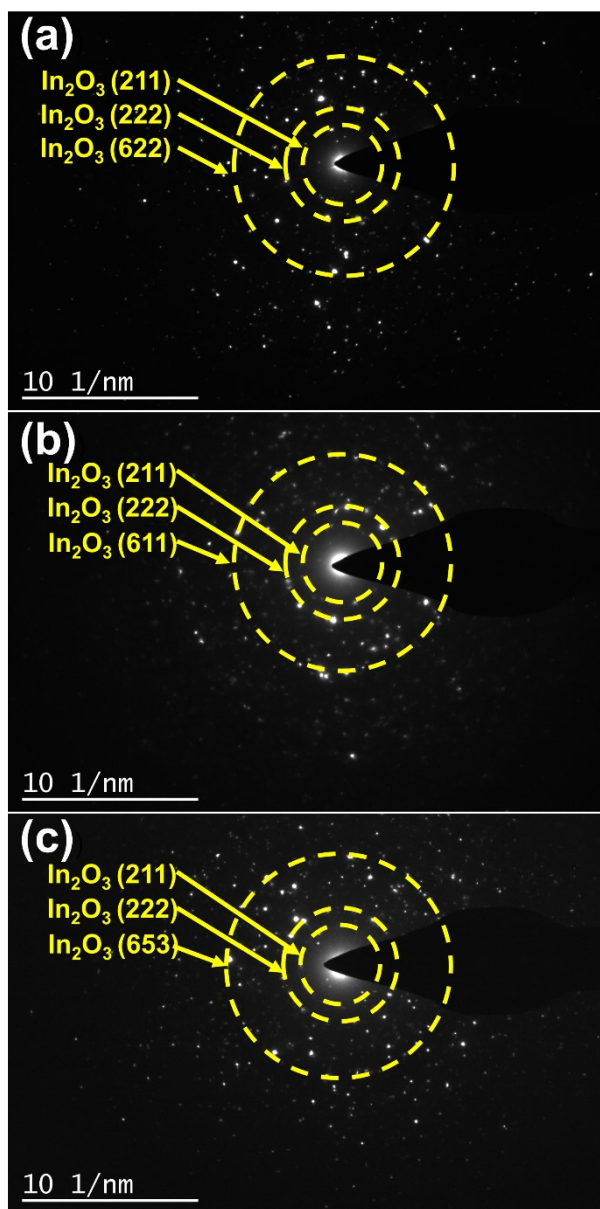 (a)
In₂O₃ (211)
In₂O₃ (222)
In₂O₃ (622)
10 1/nm
(b)
In₂O₃ (211)
In₂O₃ (222)
In₂O₃ (611)
10 1/nm
(c)
In₂O₃ (211)
In₂O₃ (222)
In₂O₃ (653)
10 1/nm